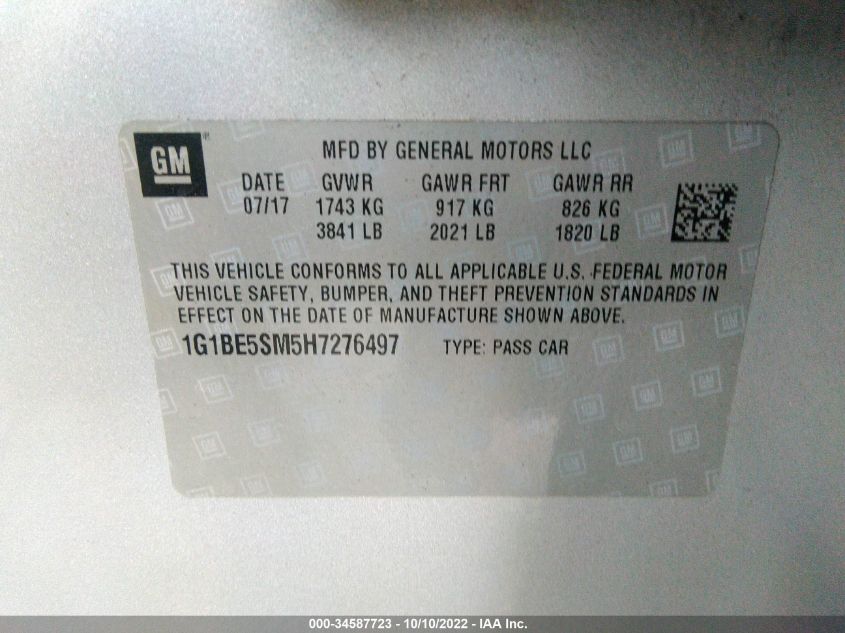 GM
MFD BY GENERAL MOTORS LLC
DATE GVWR GAWR FRT GAWR RR
07/17 1743 KG 917 KG 826 KG
3841 LB 2021 LB 1820 LB
THIS VEHICLE CONFORMS TO ALL APPLICABLE U.S. FEDERAL MOTOR
VEHICLE SAFETY, BUMPER, AND THEFT PREVENTION STANDARDS IN
EFFECT ON THE DATE OF MANUFACTURE SHOWN ABOVE.
1G1BE5SM5H7276497 TYPE: PASS CAR
000-34587723 - 10/10/2022 - IAA Inc.